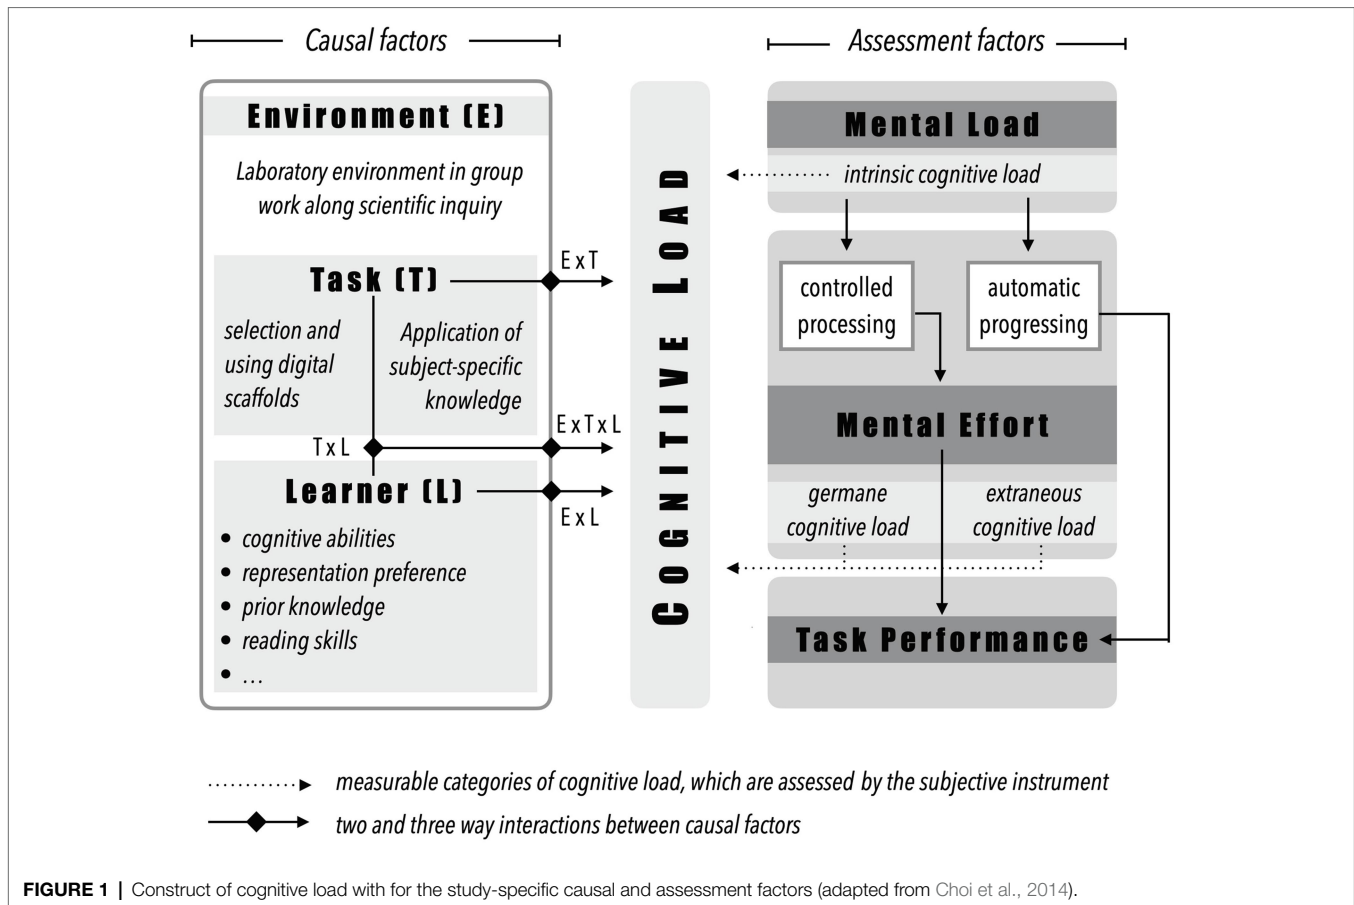 Causal factors
Assessment factors
Environment (E)
Laboratory environment in group
work along scientific inquiry
Task (T)
selection and
using digital
scaffolds
Application of
subject-specific
knowledge
E x T
T x L
E x T x L
Learner (L)
E x L
• cognitive abilities
• representation preference
• prior knowledge
• reading skills
• ...
COGNITIVE LOAD
Mental Load
intrinsic cognitive load
controlled
processing
automatic
progressing
Mental Effort
germane
cognitive load
extraneous
cognitive load
Task Performance
measurable categories of cognitive load, which are assessed by the subjective instrument
two and three way interactions between causal factors
FIGURE 1 | Construct of cognitive load with for the study-specific causal and assessment factors (adapted from Choi et al., 2014).